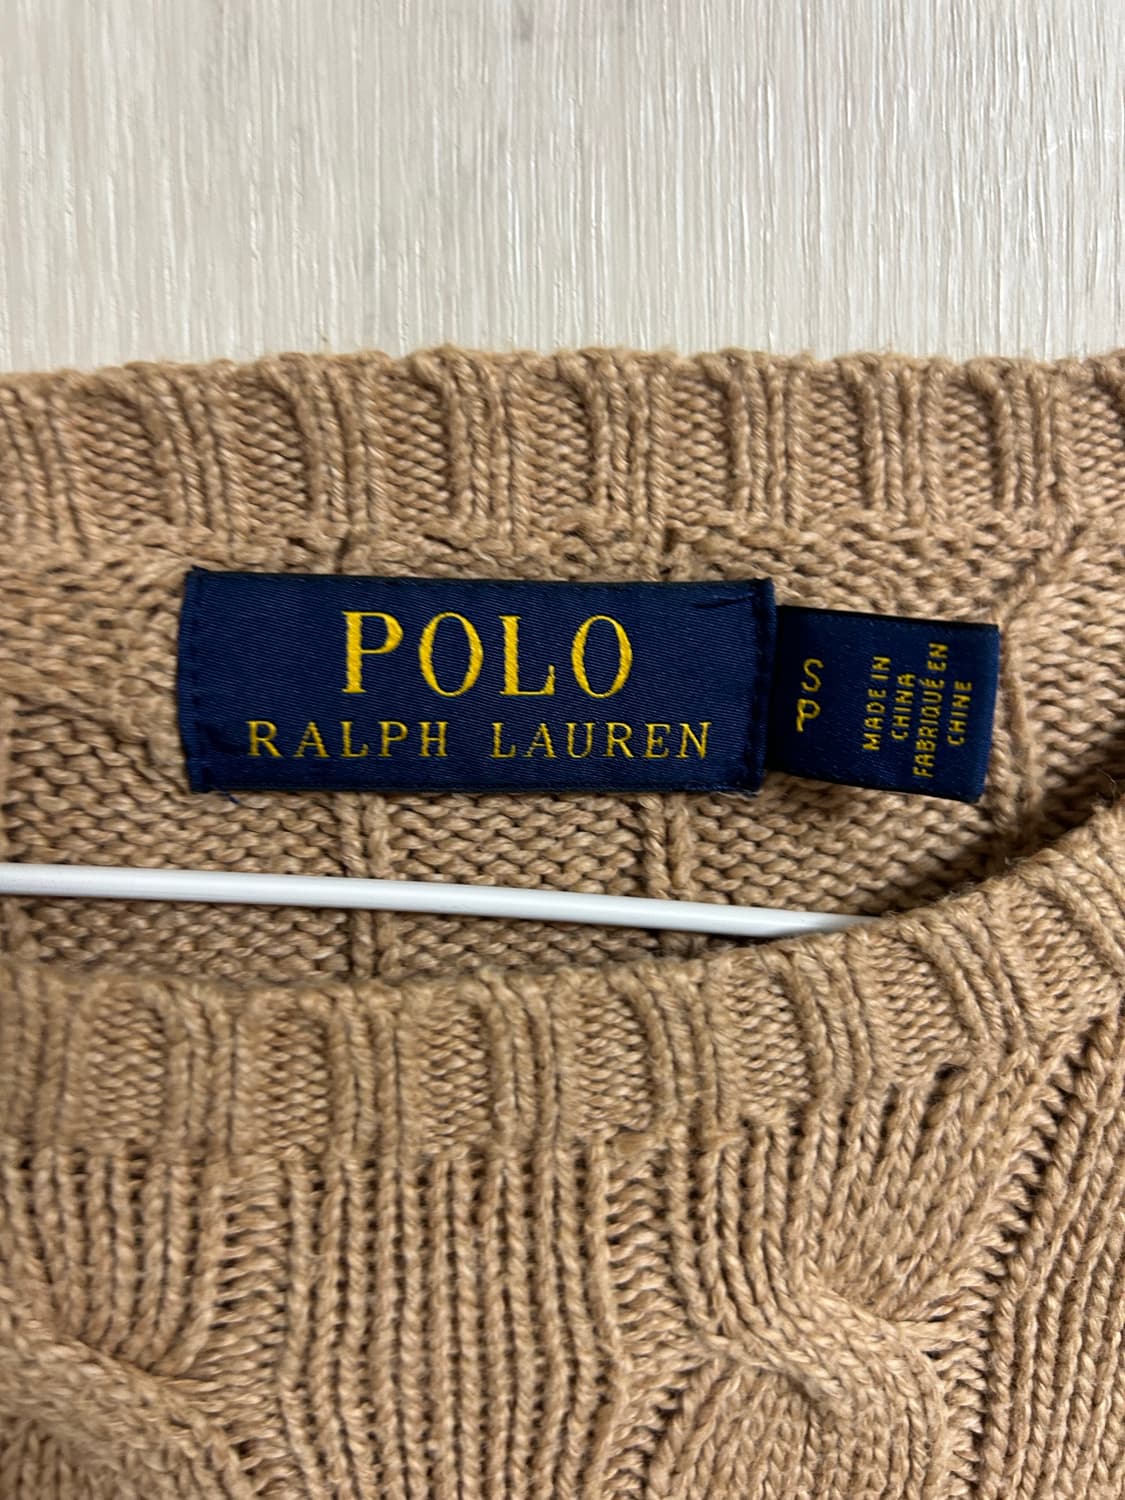 POLO
RALPH LAUREN
S
P
MADE IN
CHINA
FABRIQUÉ EN
CHINE